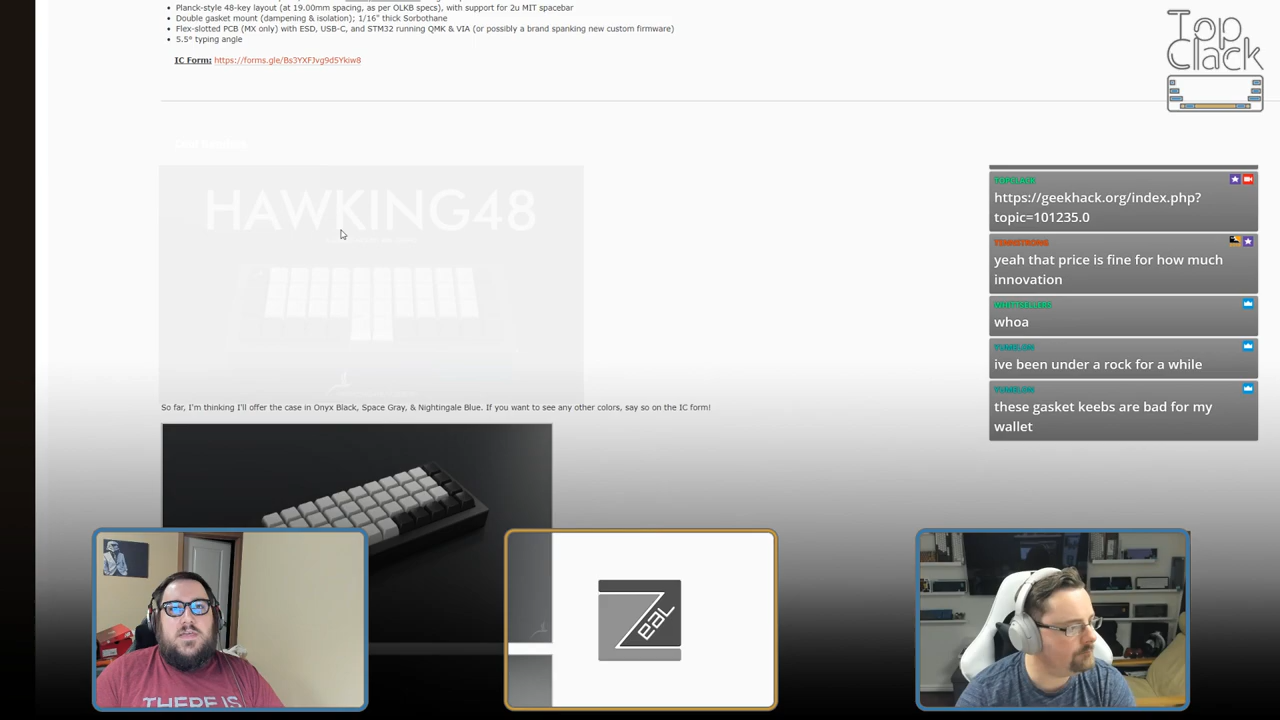 • Planck-style 48-key layout (at 19.00mm spacing, as per OLKB specs), with support for 2u MIT spacebar
• Double gasket mount (dampening & isolation); 1/16" thick Sorbothane
• Flex-slotted PCB (MX only) with ESD, USB-C, and STM32 running QMK & VIA (or possibly a brand spanking new custom firmware)
• 5.5° typing angle
IC Form: https://forms.gle/Bs3YXFJvg9d5Ykiw8
HAWKING48
So far, I'm thinking I'll offer the case in Onyx Black, Space Gray, & Nightingale Blue. If you want to see any other colors, say so on the IC form!
Top
Clack
TOPCLACK
https://geekhack.org/index.php?
topic=101235.0
yeah that price is fine for how much
innovation
whoa
YUMELOW
ive been under a rock for a while
YUMELOW
these gasket keebs are bad for my
wallet
THERE IS
Zeal